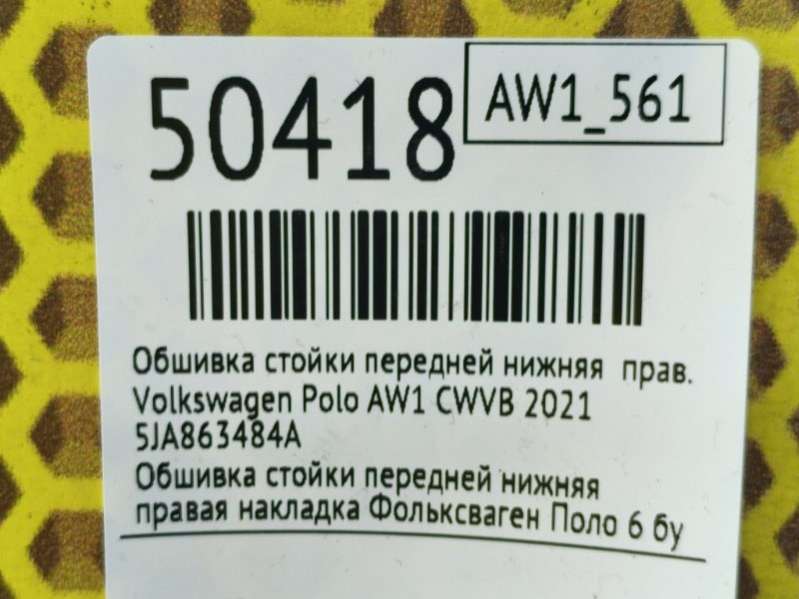 50418
AW1_561
Обшивка стойки передней нижняя прав.
Volkswagen Polo AW1 CWVB 2021
5JA863484A
Обшивка стойки передней нижняя
правая накладка Фольксваген Поло 6 бу